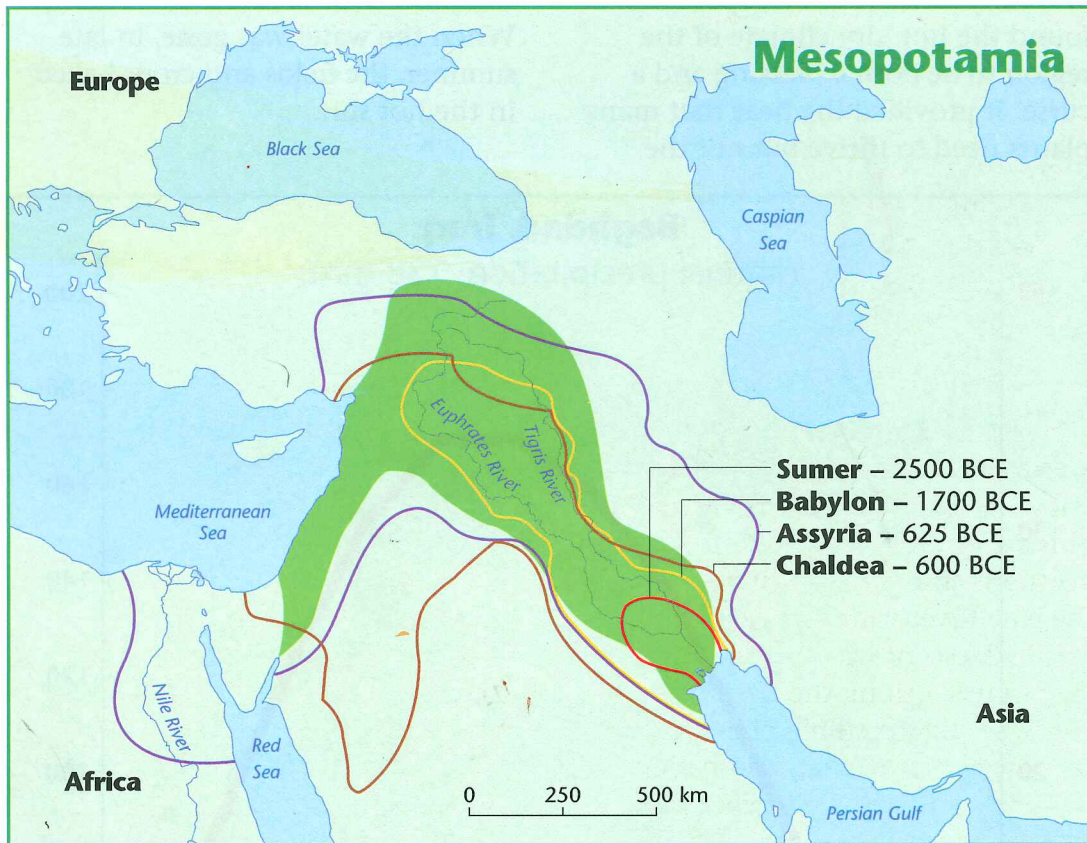 Mesopotamia
Europe
Black Sea
Caspian
Sea
Euphrates River
Tigris River
Sumer – 2500 BCE
Babylon – 1700 BCE
Assyria – 625 BCE
Chaldea – 600 BCE
Mediterranean
Sea
Nile River
Red
Sea
Africa
Asia
0 250 500 km
Persian Gulf